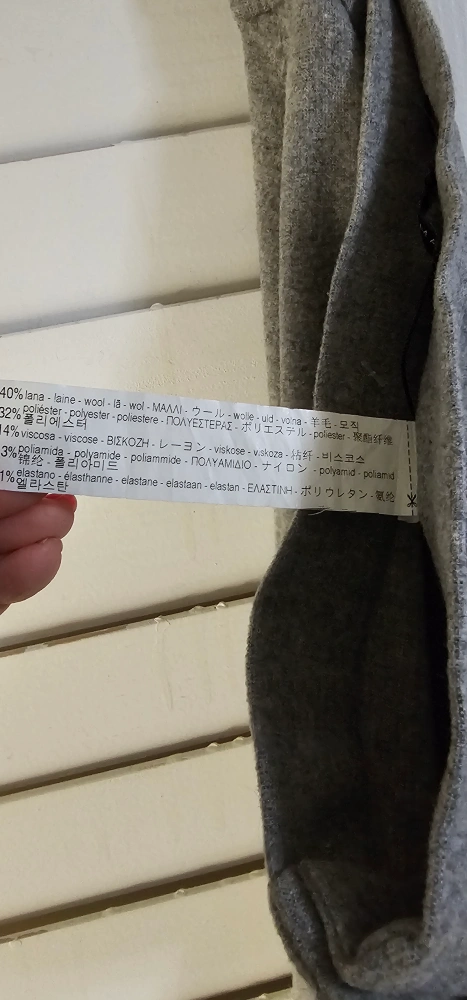 40% lana - laine - wool - lã - wol - ΜΑΛΛΙ - ウール - wolle - uld - volna - 羊毛 - 모직
32% poliéster - polyester - poliestere - ΠΟΛΥΕΣΤΕΡΑΣ - ポリエステル - poliester - 聚酯纤维
폴리에스터
14% viscosa - viscose - ΒΙΣΚΟΖΗ - レーヨン - viskose - viskoza - 粘纤 - 비스코스
3% poliamida - polyamide - poliammide - ΠΟΛΥΑΜΙΔΙΟ - ナイロン - polyamid - poliamid
锦纶 - 폴리아미드
1% elastano - élasthanne - elastane - elastaan - elastan - ΕΛΑΣΤΙΝΗ - ポリウレタン - 氨纶
엘라스탄